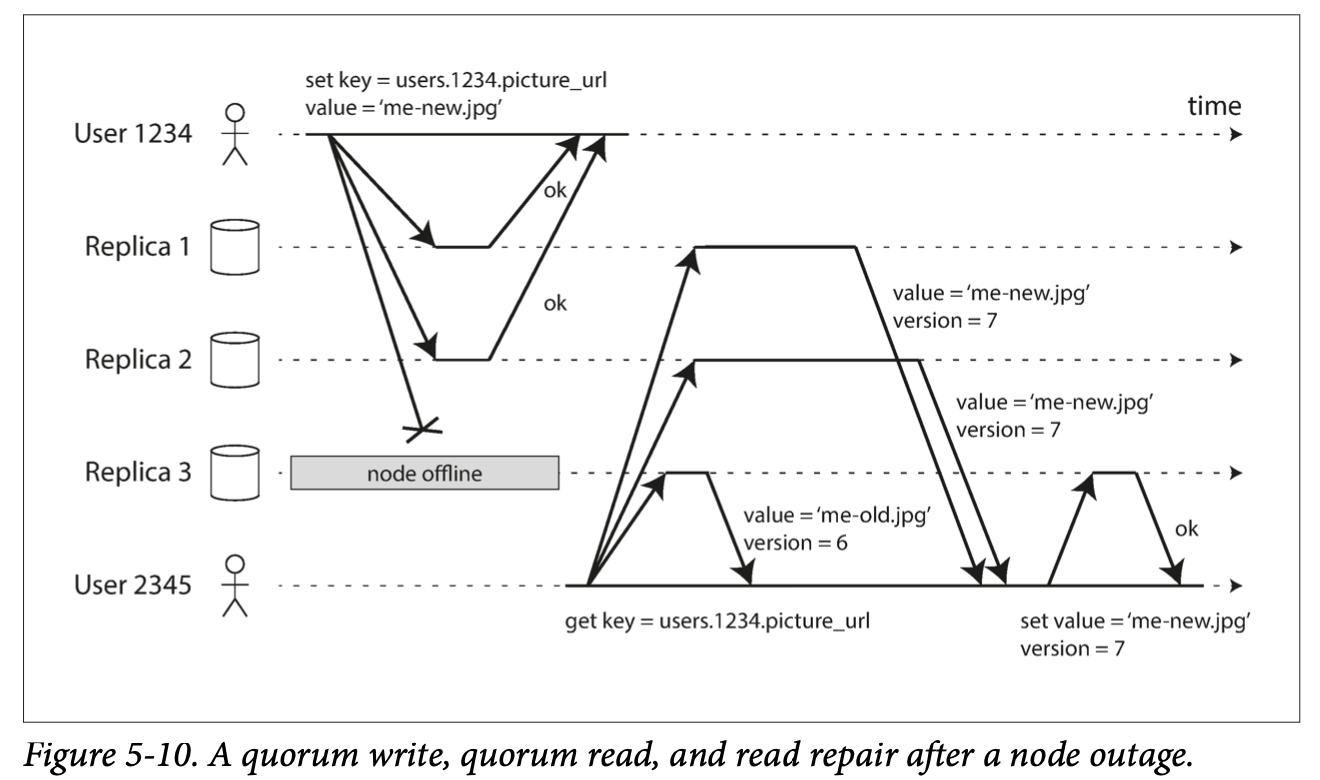 set key = users.1234.picture_url
value = ‘me-new.jpg’
time
User 1234
ok
Replica 1
ok
value = ‘me-new.jpg’
version = 7
Replica 2
value = ‘me-new.jpg’
version = 7
Replica 3
node offline
value = ‘me-old.jpg’
version = 6
ok
User 2345
get key = users.1234.picture_url
set value = ‘me-new.jpg’
version = 7
Figure 5-10. A quorum write, quorum read, and read repair after a node outage.